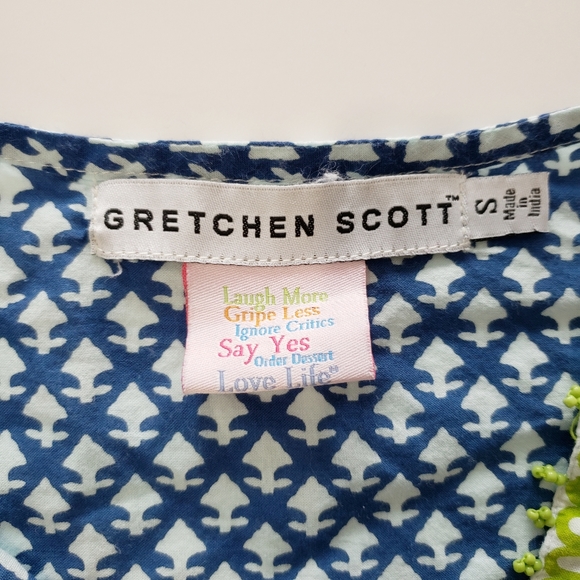 GRETCHEN SCOTT™
S
Made
in
India
Laugh More
Gripe Less
Ignore Critics
Say Yes
Order Dessert
Love Life"